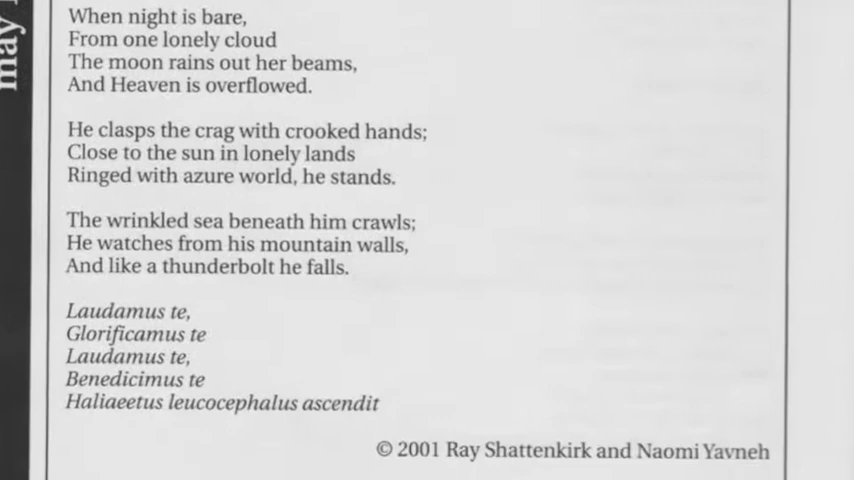 may
When night is bare,
From one lonely cloud
The moon rains out her beams,
And Heaven is overflowed.
He clasps the crag with crooked hands;
Close to the sun in lonely lands
Ringed with azure world, he stands.
The wrinkled sea beneath him crawls;
He watches from his mountain walls,
And like a thunderbolt he falls.
Laudamus te,
Glorificamus te
Laudamus te,
Benedicimus te
Haliaeetus leucocephalus ascendit
© 2001 Ray Shattenkirk and Naomi Yavneh